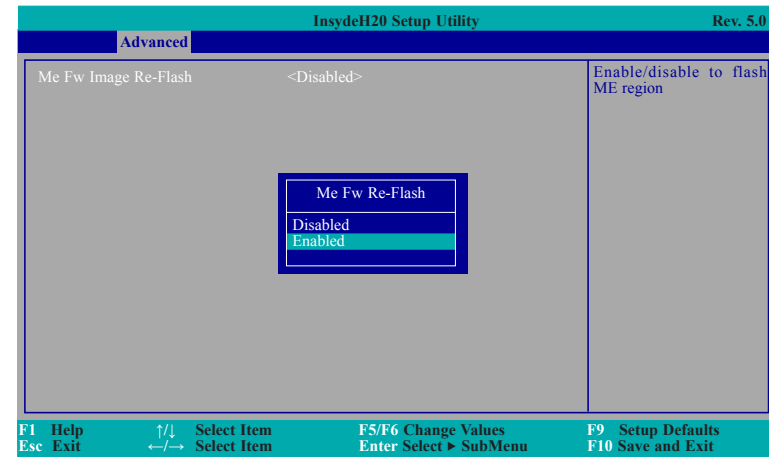 InsydeH20 Setup Utility Rev. 5.0
Advanced
Me Fw Image Re-Flash <Disabled>
Enable/disable to flash
ME region
Me Fw Re-Flash
Disabled
Enabled
F1 Help ↑/↓ Select Item F5/F6 Change Values F9 Setup Defaults
Esc Exit ←/→ Select Item Enter Select ► SubMenu F10 Save and Exit